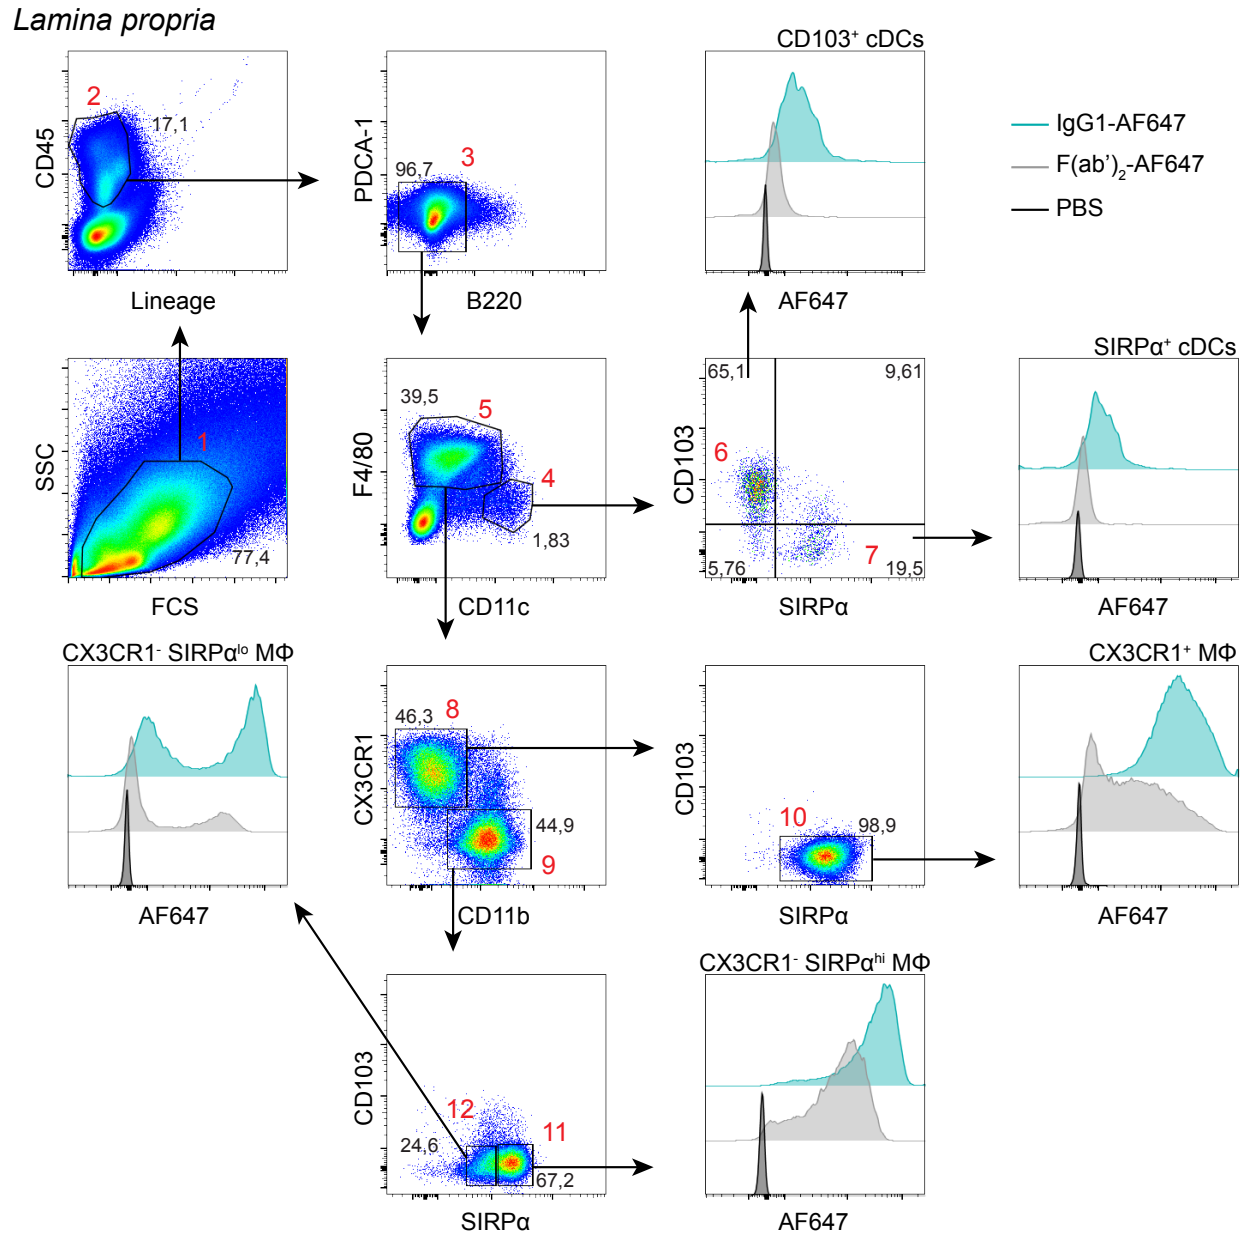 Lamina propria
CD103⁺ cDCs
2
17,1
CD45
Lineage
3
96,7
PDCA-1
B220
AF647
IgG1-AF647
F(ab')₂-AF647
PBS
1
77,4
SSC
FCS
39,5
5
4
1,83
F4/80
CD11c
65,1
9,61
6
7
5,76
19,5
CD103
SIRPα
SIRPα⁺ cDCs
AF647
CX3CR1⁻ SIRPα^lo MΦ
AF647
46,3
8
44,9
9
CX3CR1
CD11b
10
98,9
CD103
SIRPα
CX3CR1⁺ MΦ
AF647
12
11
24,6
67,2
CD103
SIRPα
CX3CR1⁻ SIRPα^hi MΦ
AF647